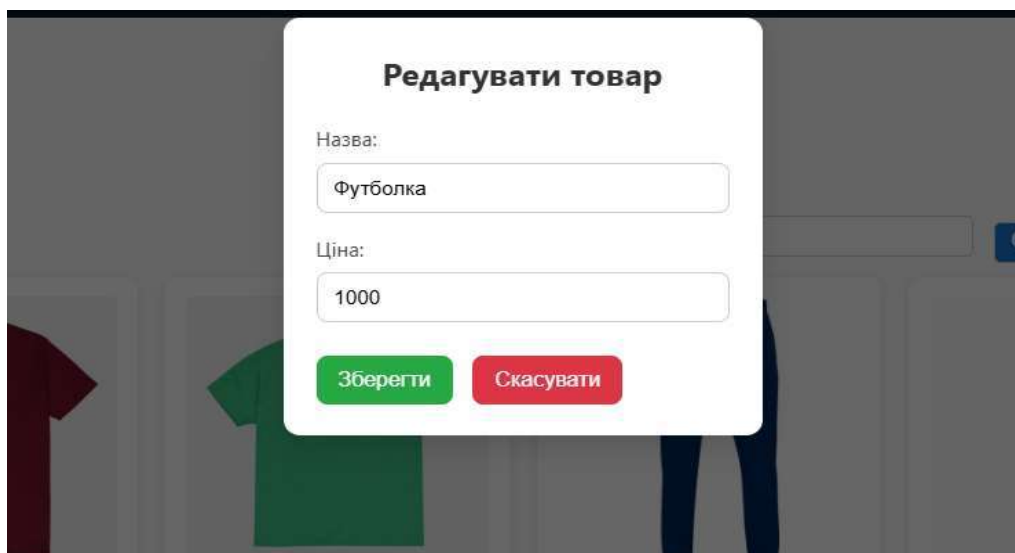 Редагувати товар
Назва:
Футболка
Ціна:
1000
Зберегти
Скасувати